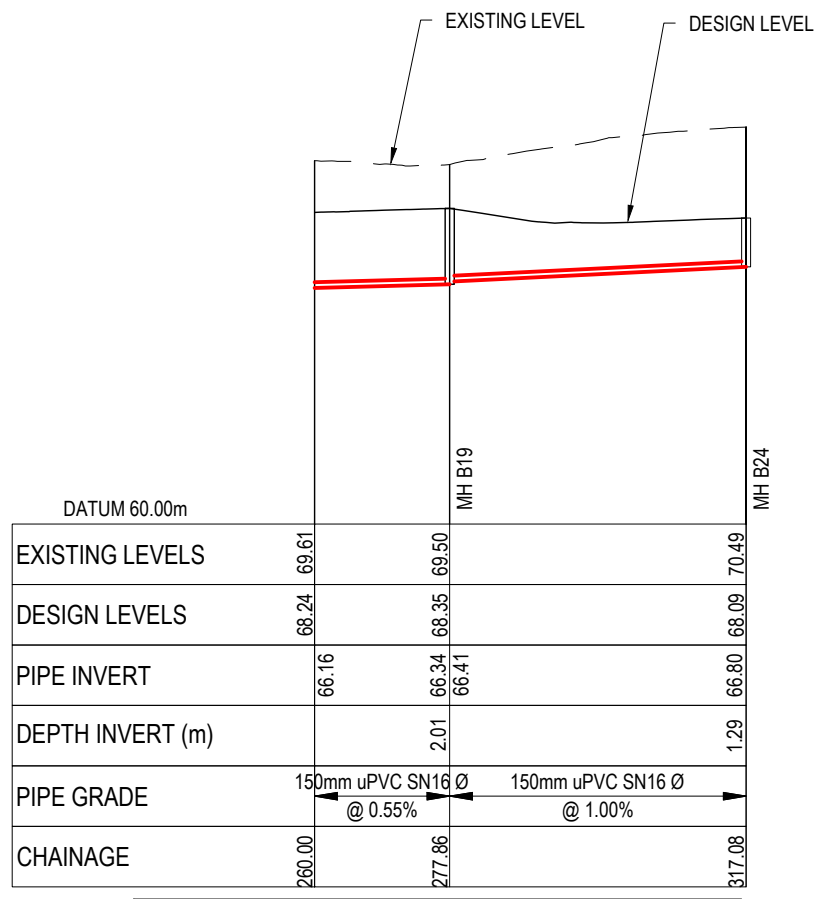 EXISTING LEVEL
DESIGN LEVEL
MH B19
MH B24
DATUM 60.00m
EXISTING LEVELS 69.61 69.50 70.49
DESIGN LEVELS 68.24 68.35 68.09
PIPE INVERT 66.16 66.34 66.41 66.80
DEPTH INVERT (m) 2.01 1.29
PIPE GRADE
150mm uPVC SN16 Ø
@ 0.55%
150mm uPVC SN16 Ø
@ 1.00%
CHAINAGE 260.00 277.86 317.08